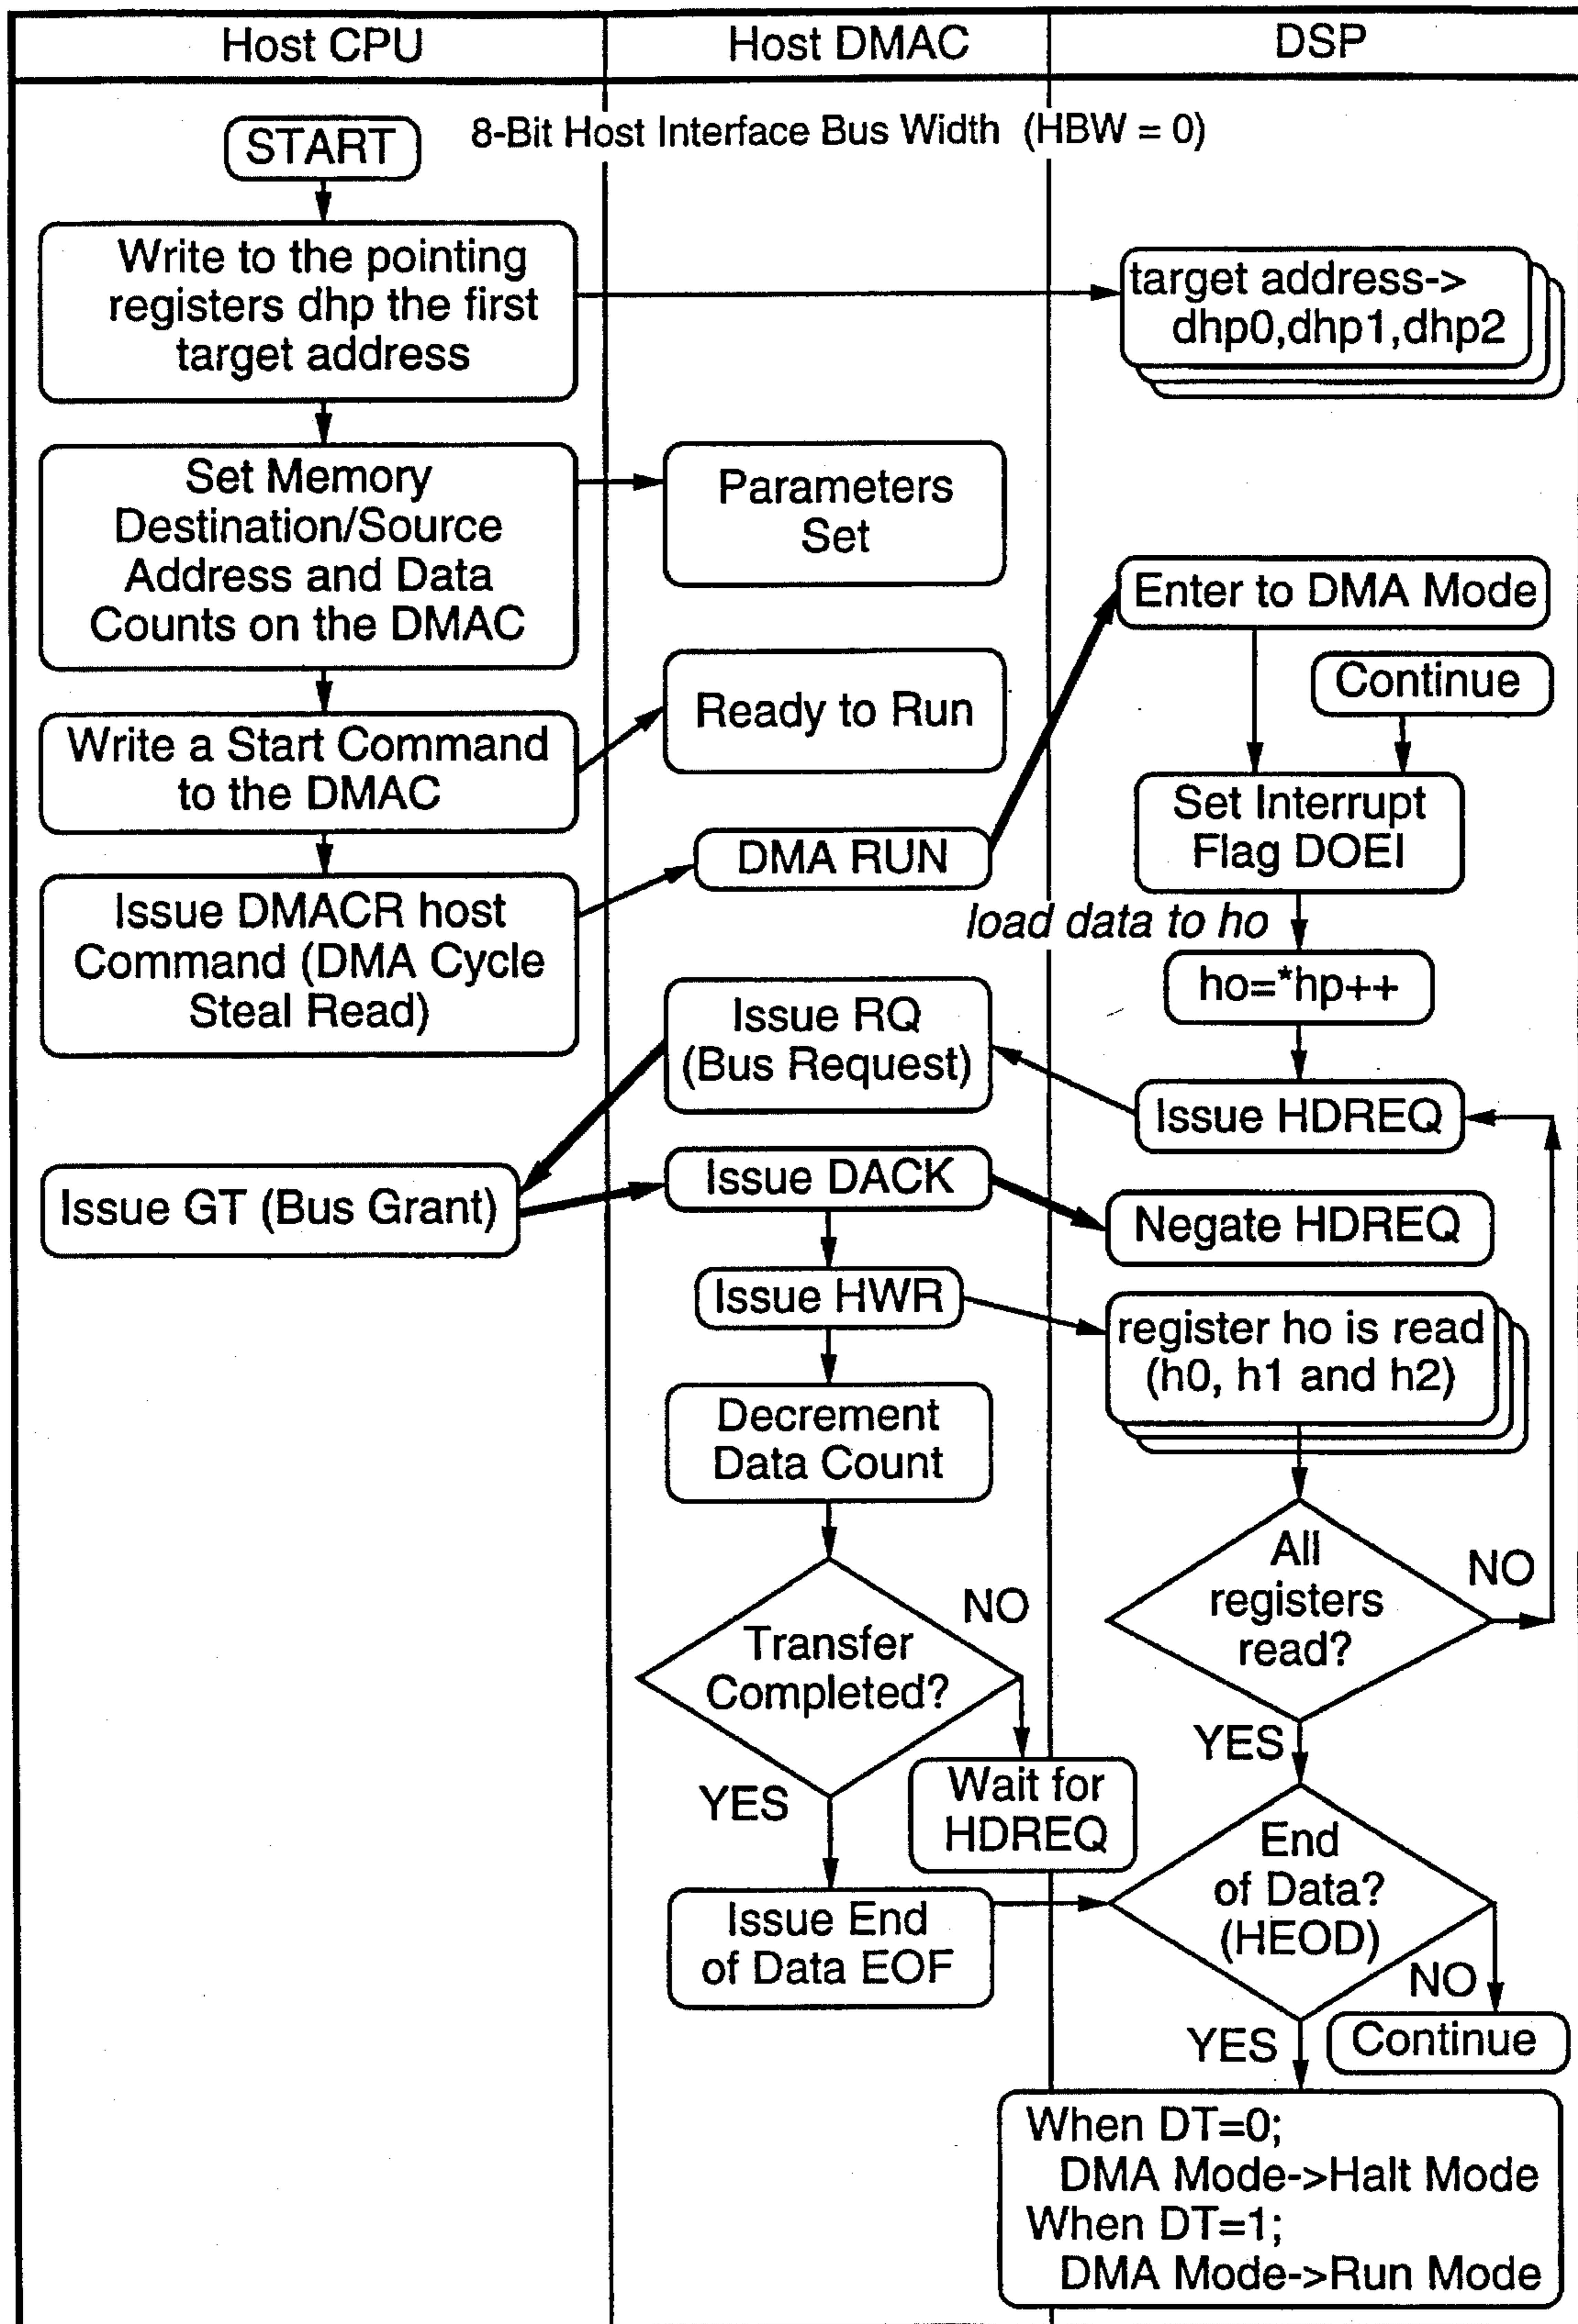 Host CPU
Host DMAC
DSP
8-Bit Host Interface Bus Width (HBW = 0)
START
Write to the pointing
registers dhp the first
target address
target address->
dhp0,dhp1,dhp2
Set Memory
Destination/Source
Address and Data
Counts on the DMAC
Parameters
Set
Enter to DMA Mode
Continue
Ready to Run
Write a Start Command
to the DMAC
Set Interrupt
Flag DOEI
DMA RUN
Issue DMACR host
Command (DMA Cycle
Steal Read)
load data to ho
ho=*hp++
Issue RQ
(Bus Request)
Issue HDREQ
Issue GT (Bus Grant)
Issue DACK
Negate HDREQ
Issue HWR
register ho is read
(h0, h1 and h2)
Decrement
Data Count
All
registers
read?
NO
Transfer
Completed?
NO
YES
YES
Wait for
HDREQ
End
of Data?
(HEOD)
Issue End
of Data EOF
NO
Continue
YES
When DT=0;
DMA Mode->Halt Mode
When DT=1;
DMA Mode->Run Mode